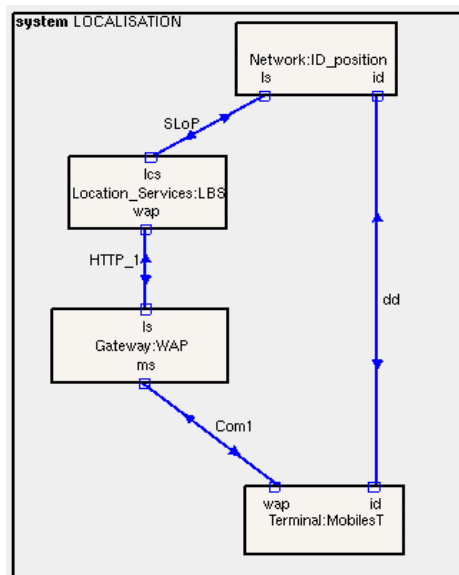 system LOCALISATION
Network:ID_position
ls id
SLoP
lcs
Location_Services:LBS
wap
HTTP_1
dd
ls
Gateway:WAP
ms
Com1
wap id
Terminal:MobilesT